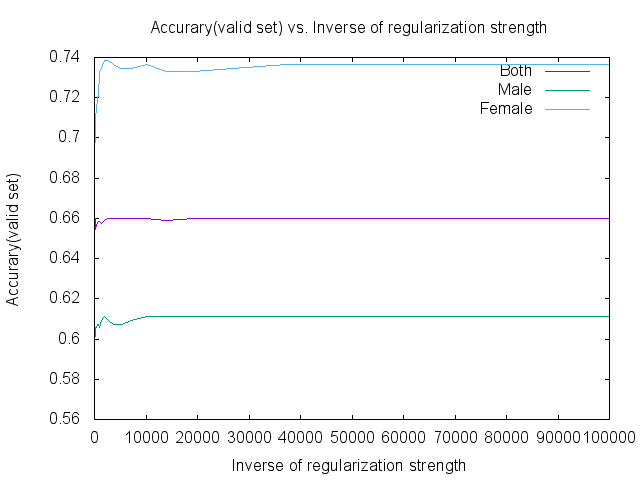 Accurary(valid set) vs. Inverse of regularization strength
0.74
0.72
0.7
0.68
0.66
0.64
0.62
0.6
0.58
0.56
Accurary(valid set)
Both
Male
Female
0 10000 20000 30000 40000 50000 60000 70000 80000 90000 100000
Inverse of regularization strength